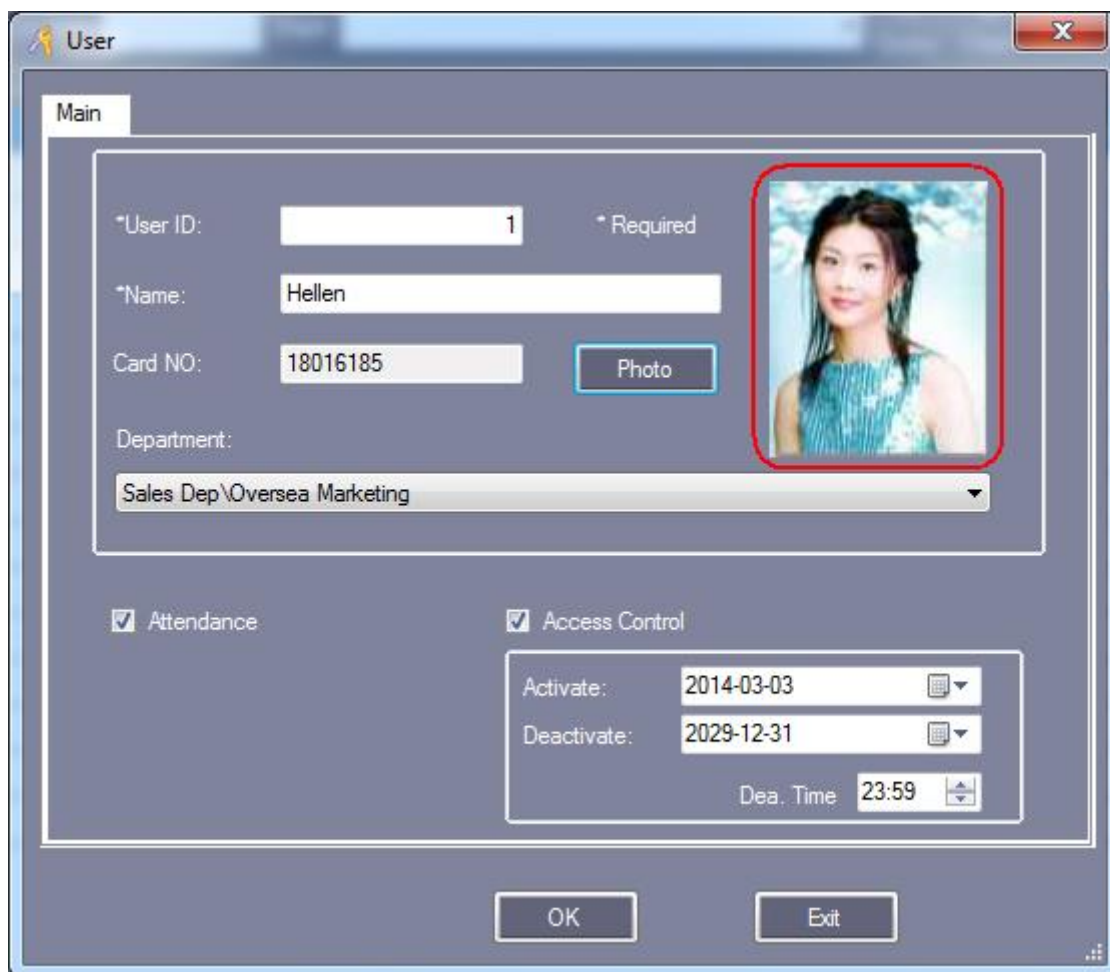 User
Main
*User ID: 1 * Required
*Name: Hellen
Card NO: 18016185 Photo
Department:
Sales Dep\Oversea Marketing
Attendance Access Control
Activate: 2014-03-03
Deactivate: 2029-12-31
Dea. Time 23:59
OK Exit